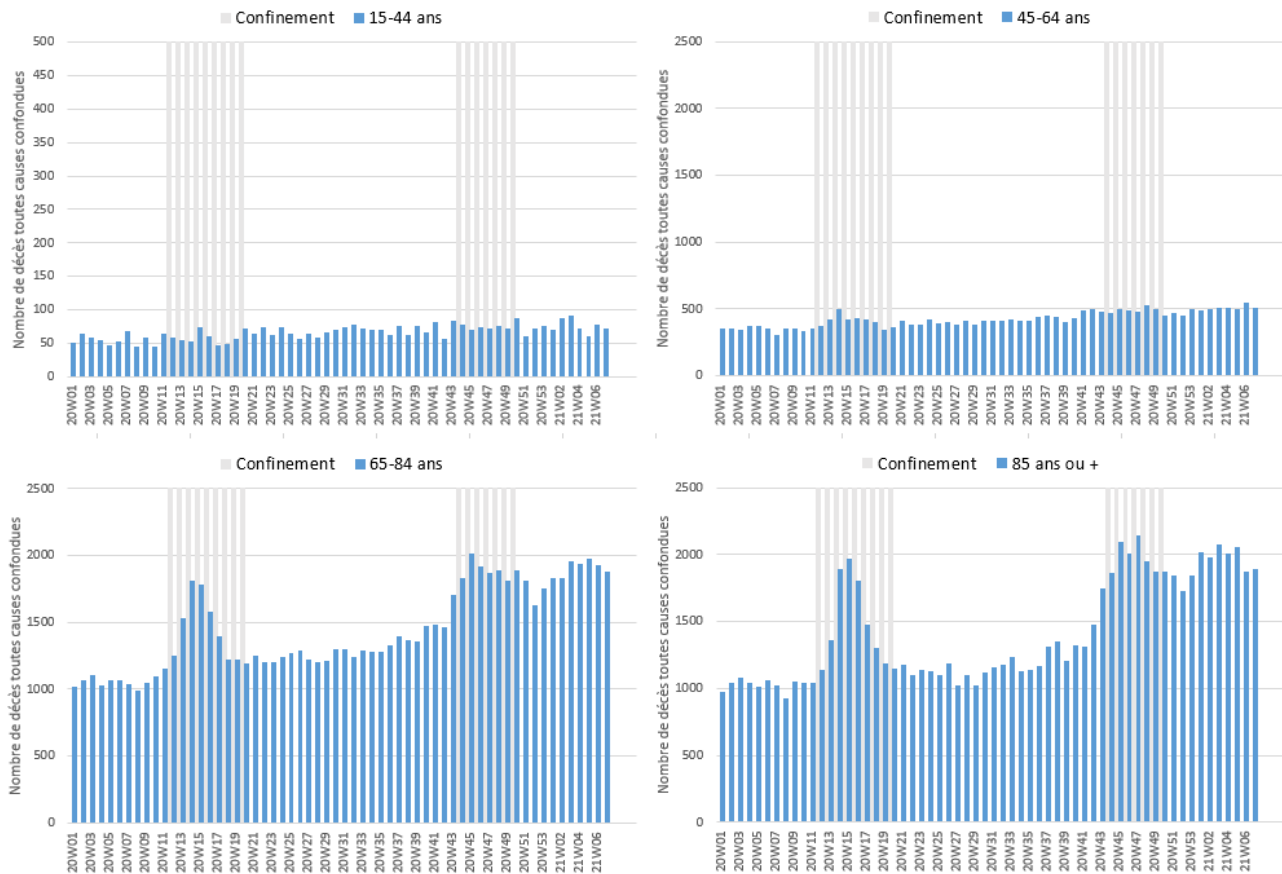 Confinement 15-44 ans
Nombre de décès toutes causes confondues
500
450
400
350
300
250
200
150
100
50
0
20W01 20W03 20W05 20W07 20W09 20W11 20W13 20W15 20W17 20W19 20W21 20W23 20W25 20W27 20W29 20W31 20W33 20W35 20W37 20W39 20W41 20W43 20W45 20W47 20W49 20W51 20W53 21W02 21W04 21W06
Confinement 45-64 ans
Nombre de décès toutes causes confondues
2500
2000
1500
1000
500
0
20W01 20W03 20W05 20W07 20W09 20W11 20W13 20W15 20W17 20W19 20W21 20W23 20W25 20W27 20W29 20W31 20W33 20W35 20W37 20W39 20W41 20W43 20W45 20W47 20W49 20W51 20W53 21W02 21W04 21W06
Confinement 65-84 ans
Nombre de décès toutes causes confondues
2500
2000
1500
1000
500
0
20W01 20W03 20W05 20W07 20W09 20W11 20W13 20W15 20W17 20W19 20W21 20W23 20W25 20W27 20W29 20W31 20W33 20W35 20W37 20W39 20W41 20W43 20W45 20W47 20W49 20W51 20W53 21W02 21W04 21W06
Confinement 85 ans ou +
Nombre de décès toutes causes confondues
2500
2000
1500
1000
500
0
20W01 20W03 20W05 20W07 20W09 20W11 20W13 20W15 20W17 20W19 20W21 20W23 20W25 20W27 20W29 20W31 20W33 20W35 20W37 20W39 20W41 20W43 20W45 20W47 20W49 20W51 20W53 21W02 21W04 21W06